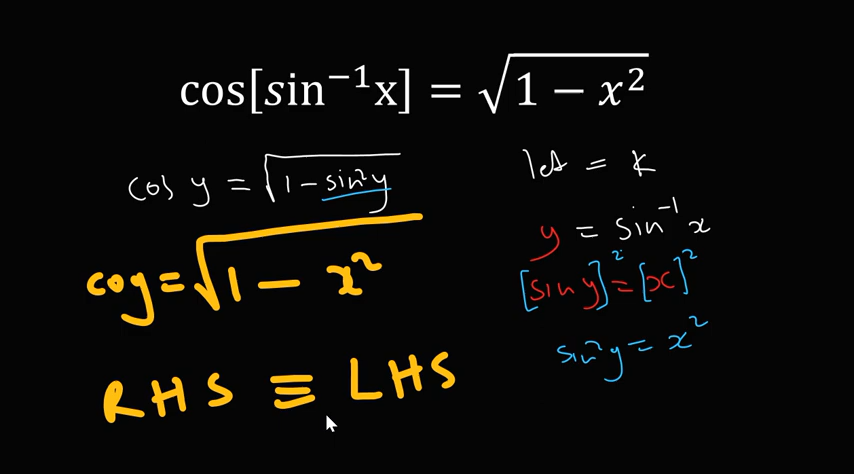 cos[sin⁻¹x] = √(1 − x²)
cos y = √(1 − sin²y)
coy = √(1 − x²)
RHS ≡ LHS
let = k
y = sin⁻¹ x
[sin y]² = [x]²
sin²y = x²